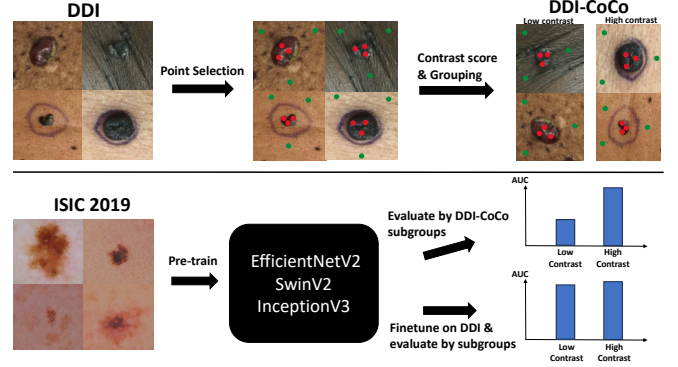 DDI
DDI-CoCo
Low contrast
High contrast
Point Selection
Contrast score
& Grouping
ISIC 2019
Pre-train
EfficientNetV2
SwinV2
InceptionV3
Evaluate by DDI-CoCo
subgroups
Finetune on DDI &
evaluate by subgroups
AUC
Low
Contrast
High
Contrast
AUC
Low
Contrast
High
Contrast